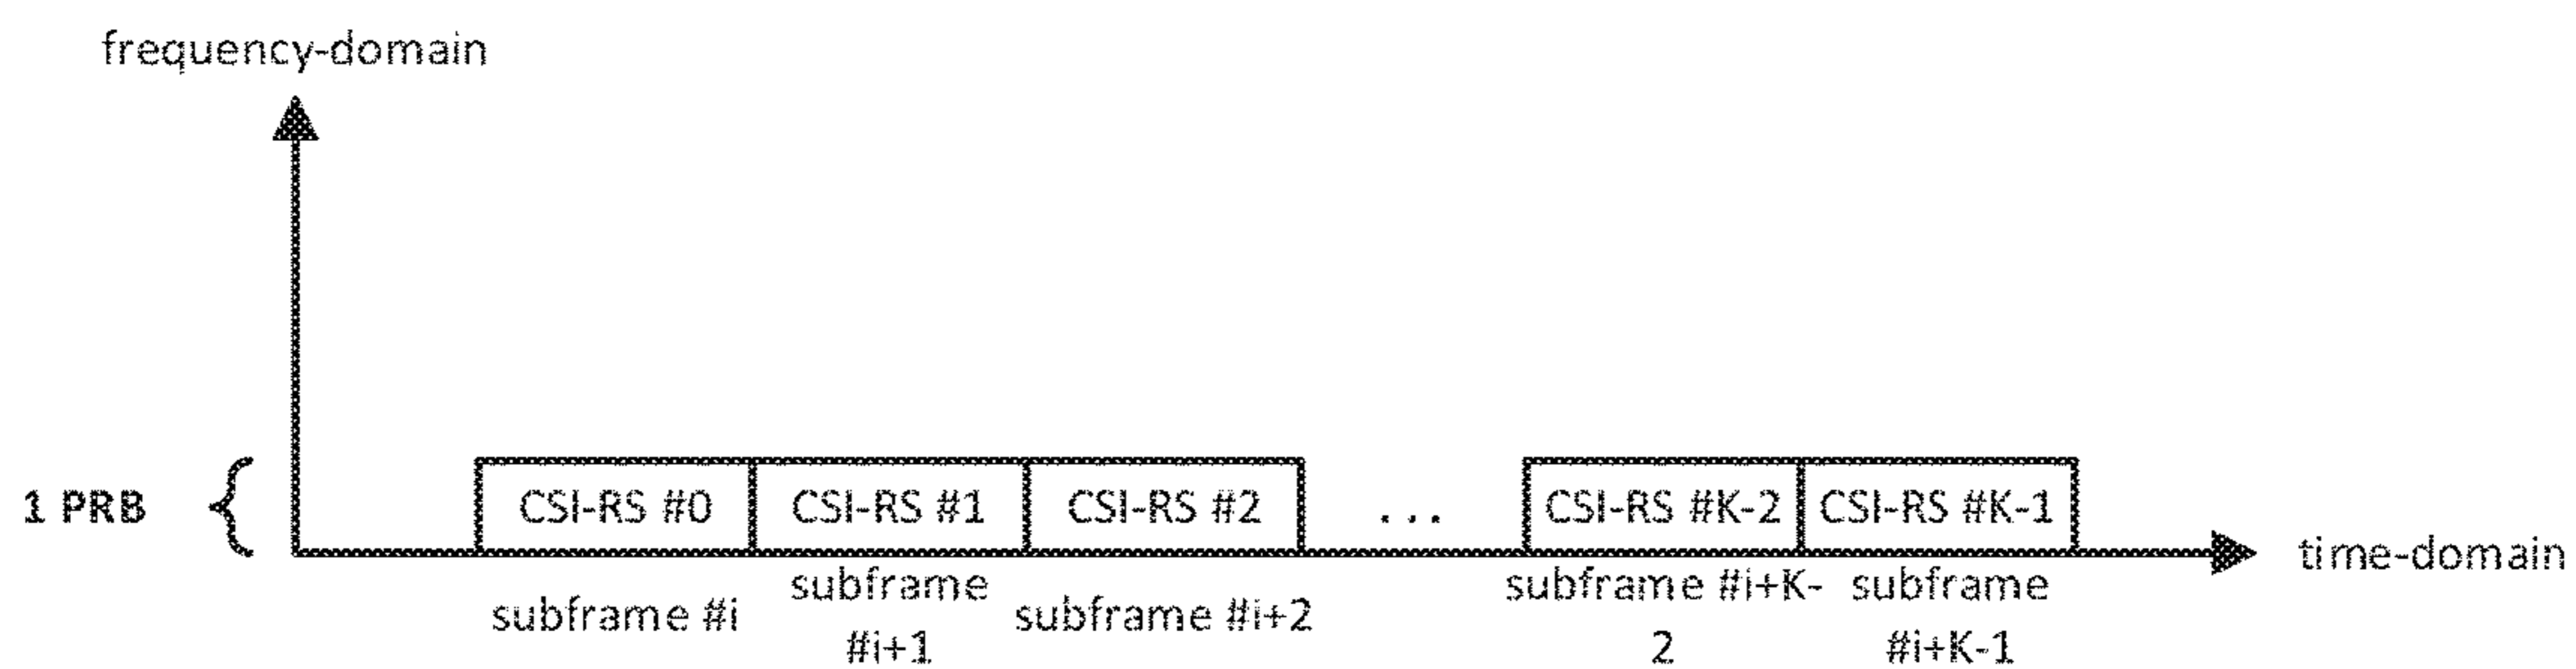 frequency-domain
1 PRB
CSI-RS #0
CSI-RS #1
CSI-RS #2
...
CSI-RS #K-2
CSI-RS #K-1
time-domain
subframe #i
subframe
#i+1
subframe #i+2
subframe #i+K-
2
subframe
#i+K-1